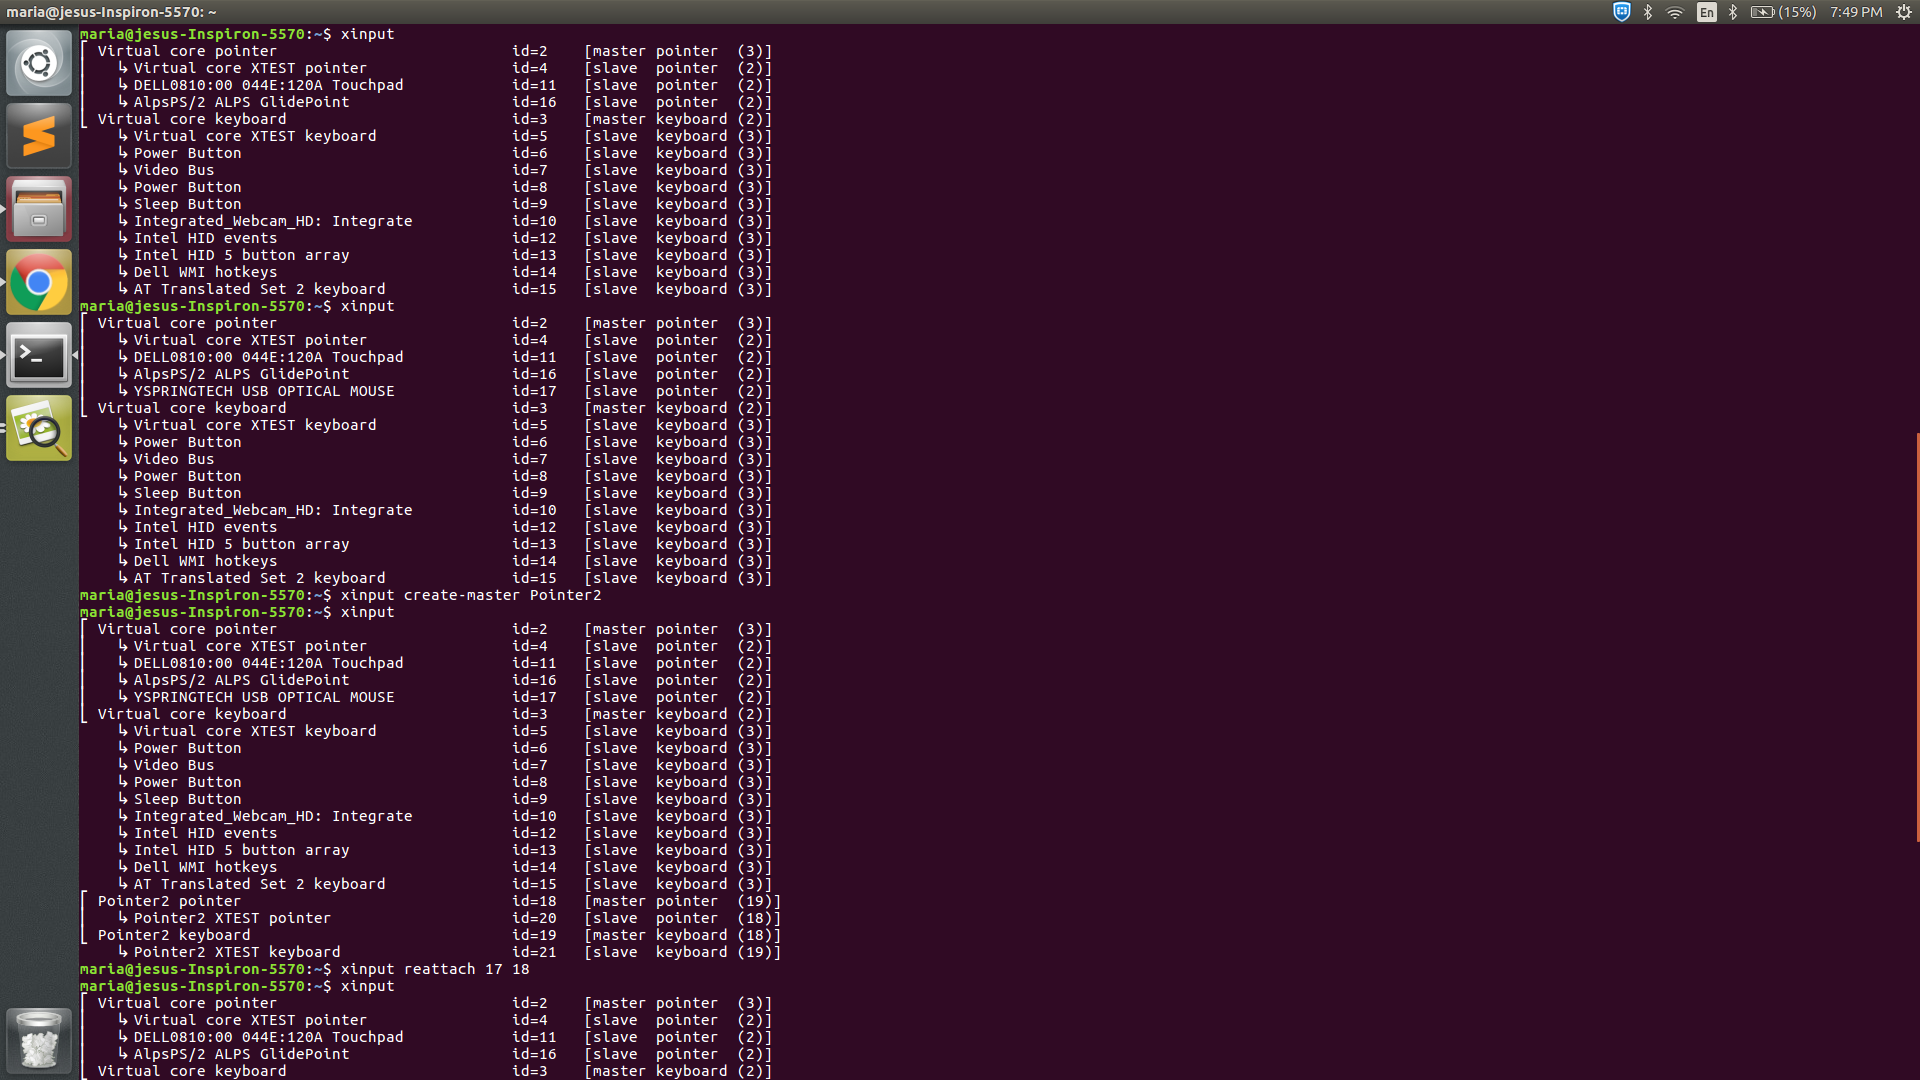 maria@jesus-Inspiron-5570: ~ En (15%) 7:49 PM
maria@jesus-Inspiron-5570:~$ xinput
⎡ Virtual core pointer id=2 [master pointer (3)]
⎜ ↳ Virtual core XTEST pointer id=4 [slave pointer (2)]
⎜ ↳ DELL0810:00 044E:120A Touchpad id=11 [slave pointer (2)]
⎜ ↳ AlpsPS/2 ALPS GlidePoint id=16 [slave pointer (2)]
⎣ Virtual core keyboard id=3 [master keyboard (2)]
↳ Virtual core XTEST keyboard id=5 [slave keyboard (3)]
↳ Power Button id=6 [slave keyboard (3)]
↳ Video Bus id=7 [slave keyboard (3)]
↳ Power Button id=8 [slave keyboard (3)]
↳ Sleep Button id=9 [slave keyboard (3)]
↳ Integrated_Webcam_HD: Integrate id=10 [slave keyboard (3)]
↳ Intel HID events id=12 [slave keyboard (3)]
↳ Intel HID 5 button array id=13 [slave keyboard (3)]
↳ Dell WMI hotkeys id=14 [slave keyboard (3)]
↳ AT Translated Set 2 keyboard id=15 [slave keyboard (3)]
maria@jesus-Inspiron-5570:~$ xinput
⎡ Virtual core pointer id=2 [master pointer (3)]
⎜ ↳ Virtual core XTEST pointer id=4 [slave pointer (2)]
⎜ ↳ DELL0810:00 044E:120A Touchpad id=11 [slave pointer (2)]
⎜ ↳ AlpsPS/2 ALPS GlidePoint id=16 [slave pointer (2)]
⎜ ↳ YSPRINGTECH USB OPTICAL MOUSE id=17 [slave pointer (2)]
⎣ Virtual core keyboard id=3 [master keyboard (2)]
↳ Virtual core XTEST keyboard id=5 [slave keyboard (3)]
↳ Power Button id=6 [slave keyboard (3)]
↳ Video Bus id=7 [slave keyboard (3)]
↳ Power Button id=8 [slave keyboard (3)]
↳ Sleep Button id=9 [slave keyboard (3)]
↳ Integrated_Webcam_HD: Integrate id=10 [slave keyboard (3)]
↳ Intel HID events id=12 [slave keyboard (3)]
↳ Intel HID 5 button array id=13 [slave keyboard (3)]
↳ Dell WMI hotkeys id=14 [slave keyboard (3)]
↳ AT Translated Set 2 keyboard id=15 [slave keyboard (3)]
maria@jesus-Inspiron-5570:~$ xinput create-master Pointer2
maria@jesus-Inspiron-5570:~$ xinput
⎡ Virtual core pointer id=2 [master pointer (3)]
⎜ ↳ Virtual core XTEST pointer id=4 [slave pointer (2)]
⎜ ↳ DELL0810:00 044E:120A Touchpad id=11 [slave pointer (2)]
⎜ ↳ AlpsPS/2 ALPS GlidePoint id=16 [slave pointer (2)]
⎜ ↳ YSPRINGTECH USB OPTICAL MOUSE id=17 [slave pointer (2)]
⎣ Virtual core keyboard id=3 [master keyboard (2)]
↳ Virtual core XTEST keyboard id=5 [slave keyboard (3)]
↳ Power Button id=6 [slave keyboard (3)]
↳ Video Bus id=7 [slave keyboard (3)]
↳ Power Button id=8 [slave keyboard (3)]
↳ Sleep Button id=9 [slave keyboard (3)]
↳ Integrated_Webcam_HD: Integrate id=10 [slave keyboard (3)]
↳ Intel HID events id=12 [slave keyboard (3)]
↳ Intel HID 5 button array id=13 [slave keyboard (3)]
↳ Dell WMI hotkeys id=14 [slave keyboard (3)]
↳ AT Translated Set 2 keyboard id=15 [slave keyboard (3)]
⎡ Pointer2 pointer id=18 [master pointer (19)]
⎜ ↳ Pointer2 XTEST pointer id=20 [slave pointer (18)]
⎣ Pointer2 keyboard id=19 [master keyboard (18)]
↳ Pointer2 XTEST keyboard id=21 [slave keyboard (19)]
maria@jesus-Inspiron-5570:~$ xinput reattach 17 18
maria@jesus-Inspiron-5570:~$ xinput
⎡ Virtual core pointer id=2 [master pointer (3)]
⎜ ↳ Virtual core XTEST pointer id=4 [slave pointer (2)]
⎜ ↳ DELL0810:00 044E:120A Touchpad id=11 [slave pointer (2)]
⎜ ↳ AlpsPS/2 ALPS GlidePoint id=16 [slave pointer (2)]
⎣ Virtual core keyboard id=3 [master keyboard (2)]